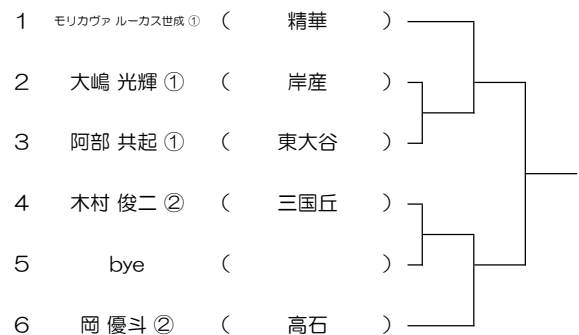 1 モリカヴァ ルーカス世成 ① （ 精華 ）
2 大嶋 光輝 ① （ 岸産 ）
3 阿部 共起 ① （ 東大谷 ）
4 木村 俊二 ② （ 三国丘 ）
5 bye （ ）
6 岡 優斗 ② （ 高石 ）